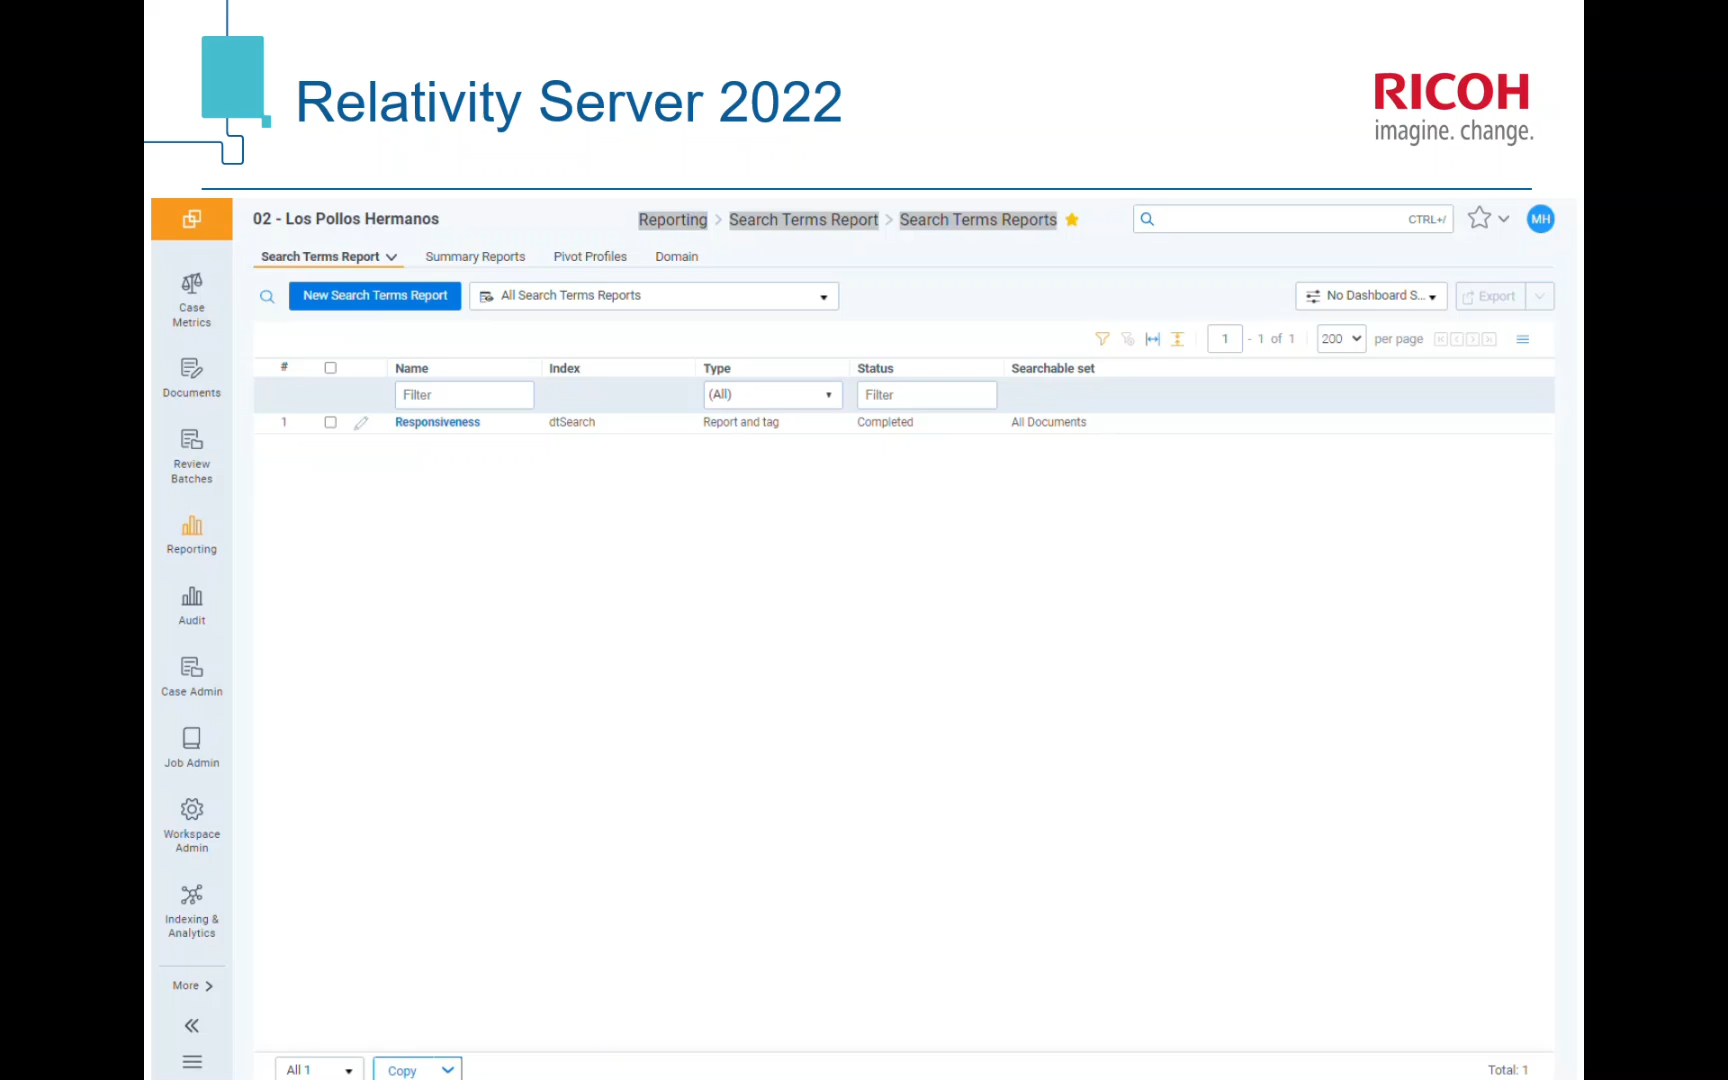 Relativity Server 2022
RICOH
imagine. change.
02 - Los Pollos Hermanos
Reporting > Search Terms Report > Search Terms Reports
CTRL+/
MH
Search Terms Report
Summary Reports
Pivot Profiles
Domain
New Search Terms Report
All Search Terms Reports
No Dashboard S...
Export
1 - 1 of 1
200
per page
# Name Index Type Status Searchable set
Filter (All) Filter
1 Responsiveness dtSearch Report and tag Completed All Documents
Case
Metrics
Documents
Review
Batches
Reporting
Audit
Case Admin
Job Admin
Workspace
Admin
Indexing &
Analytics
More
All 1
Copy
Total: 1